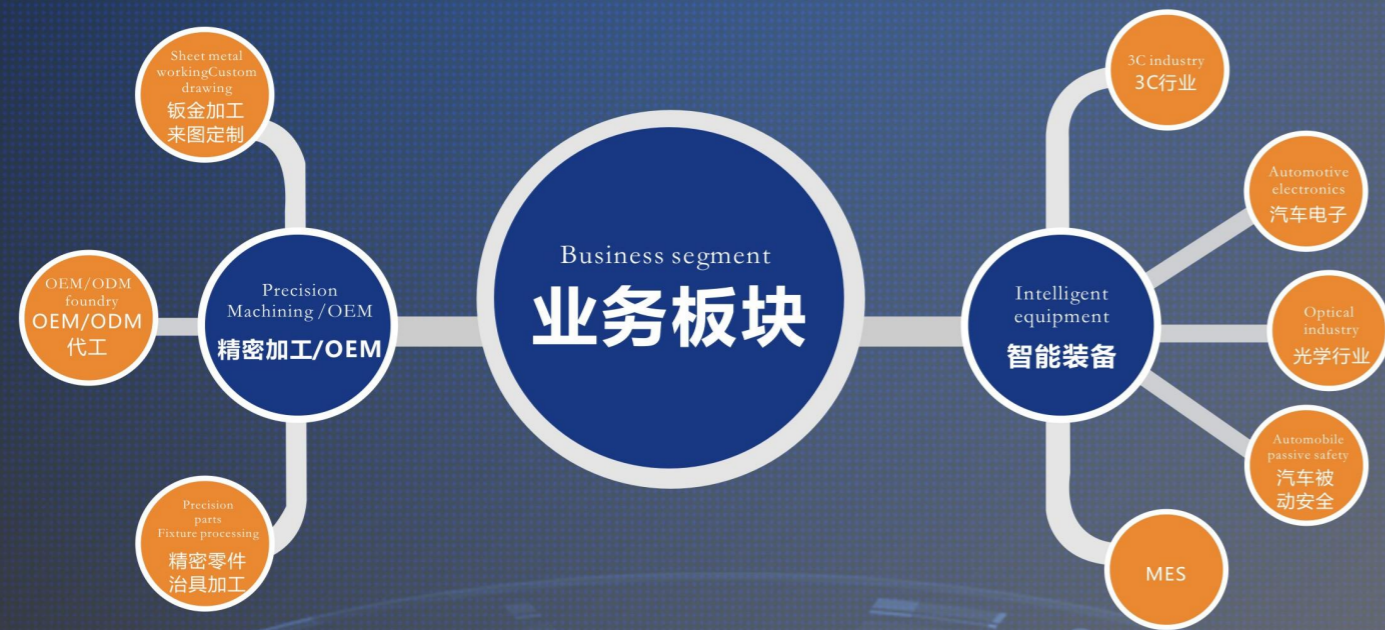 Sheet metal
workingCustom
drawing
钣金加工
来图定制
OEM/ODM
foundry
OEM/ODM
代工
Precision
Machining /OEM
精密加工/OEM
Precision
parts
Fixture processing
精密零件
治具加工
Business segment
业务板块
Intelligent
equipment
智能装备
3C industry
3C行业
Automotive
electronics
汽车电子
Optical
industry
光学行业
Automobile
passive safety
汽车被
动安全
MES